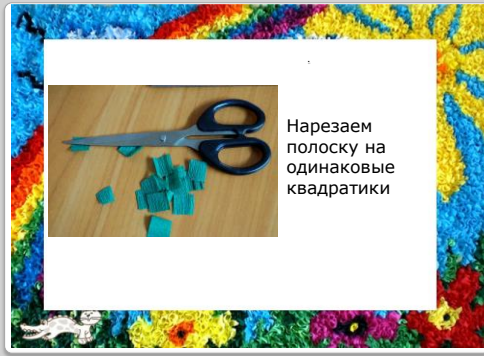 Нарезаем
полоску на
одинаковые
квадратики